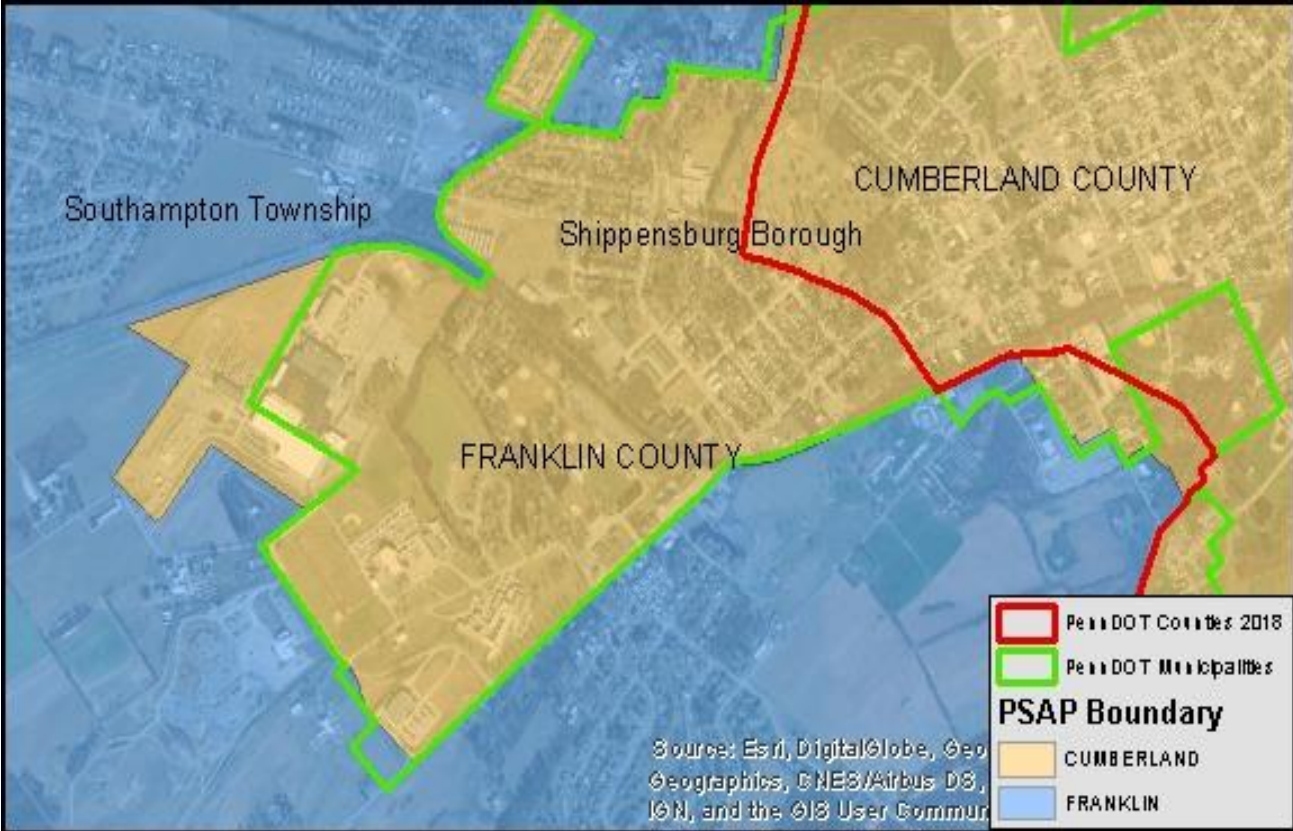 CUMBERLAND COUNTY
Southampton Township
Shippensburg Borough
FRANKLIN COUNTY
PennDOT Counties 2018
PennDOT Municipalities
PSAP Boundary
CUMBERLAND
FRANKLIN
Source: Esri, DigitalGlobe, Geo
Geographics, CNES/Airbus DS,
IGN, and the GIS User Commun